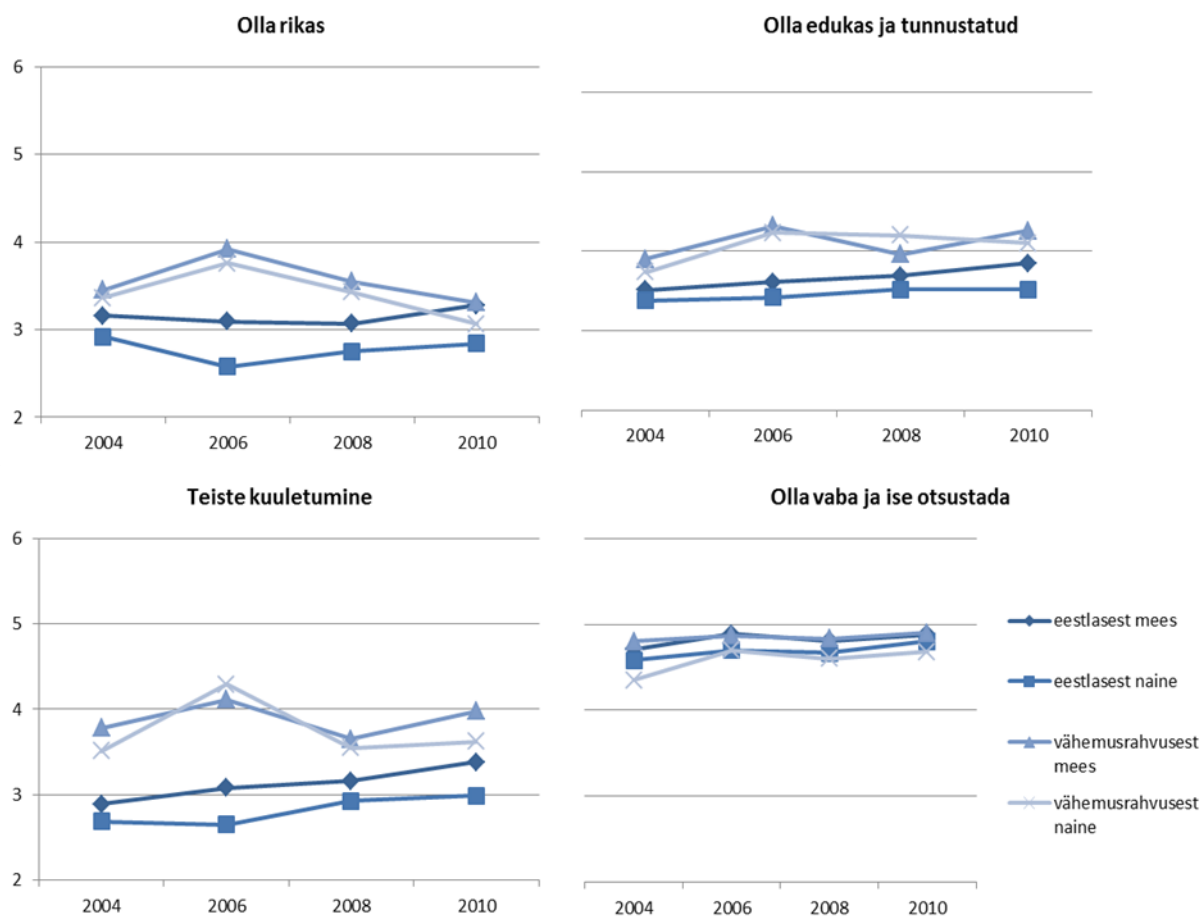 Olla rikas
6
5
4
3
2
2004 2006 2008 2010
Olla edukas ja tunnustatud
2004 2006 2008 2010
Teiste kuuletumine
6
5
4
3
2
2004 2006 2008 2010
Olla vaba ja ise otsustada
2004 2006 2008 2010
eestlasest mees
eestlasest naine
vähemusrahvusest
mees
vähemusrahvusest
naine